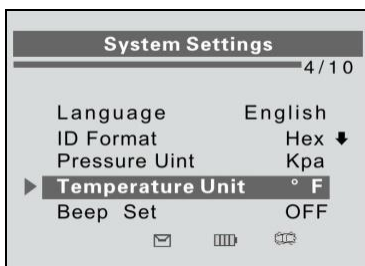 System Settings
4/10
Language English
ID Format Hex
Pressure Uint Kpa
Temperature Unit ° F
Beep Set OFF